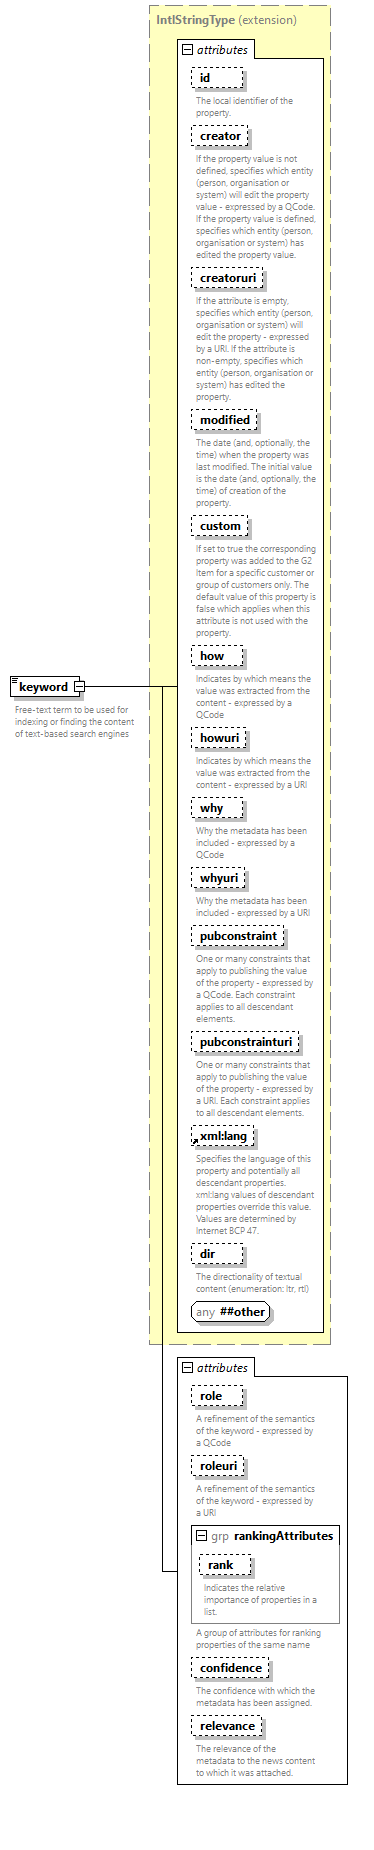 IntlStringType (extension)
attributes
id
The local identifier of the
property.
creator
If the property value is not
defined, specifies which entity
(person, organisation or
system) will edit the property
value - expressed by a QCode.
If the property value is defined,
specifies which entity (person,
organisation or system) has
edited the property value.
creatoruri
If the attribute is empty,
specifies which entity (person,
organisation or system) will
edit the property - expressed
by a URI. If the attribute is
non-empty, specifies which
entity (person, organisation or
system) has edited the
property.
modified
The date (and, optionally, the
time) when the property was
last modified. The initial value
is the date (and, optionally, the
time) of creation of the
property.
custom
If set to true the corresponding
property was added to the G2
Item for a specific customer or
group of customers only. The
default value of this property is
false which applies when this
attribute is not used with the
property.
how
Indicates by which means the
value was extracted from the
content - expressed by a
QCode
keyword
Free-text term to be used for
indexing or finding the content
of text-based search engines
howuri
Indicates by which means the
value was extracted from the
content - expressed by a URI
why
Why the metadata has been
included - expressed by a
QCode
whyuri
Why the metadata has been
included - expressed by a URI
pubconstraint
One or many constraints that
apply to publishing the value
of the property - expressed by
a QCode. Each constraint
applies to all descendant
elements.
pubconstrainturi
One or many constraints that
apply to publishing the value
of the property - expressed by
a URI. Each constraint applies
to all descendant elements.
xml:lang
Specifies the language of this
property and potentially all
descendant properties.
xml:lang values of descendant
properties override this value.
Values are determined by
Internet BCP 47.
dir
The directionality of textual
content (enumeration: ltr, rtl)
any ##other
attributes
role
A refinement of the semantics
of the keyword - expressed by
a QCode
roleuri
A refinement of the semantics
of the keyword - expressed by
a URI
grp rankingAttributes
rank
Indicates the relative
importance of properties in a
list.
A group of attributes for ranking
properties of the same name
confidence
The confidence with which the
metadata has been assigned.
relevance
The relevance of the
metadata to the news content
to which it was attached.